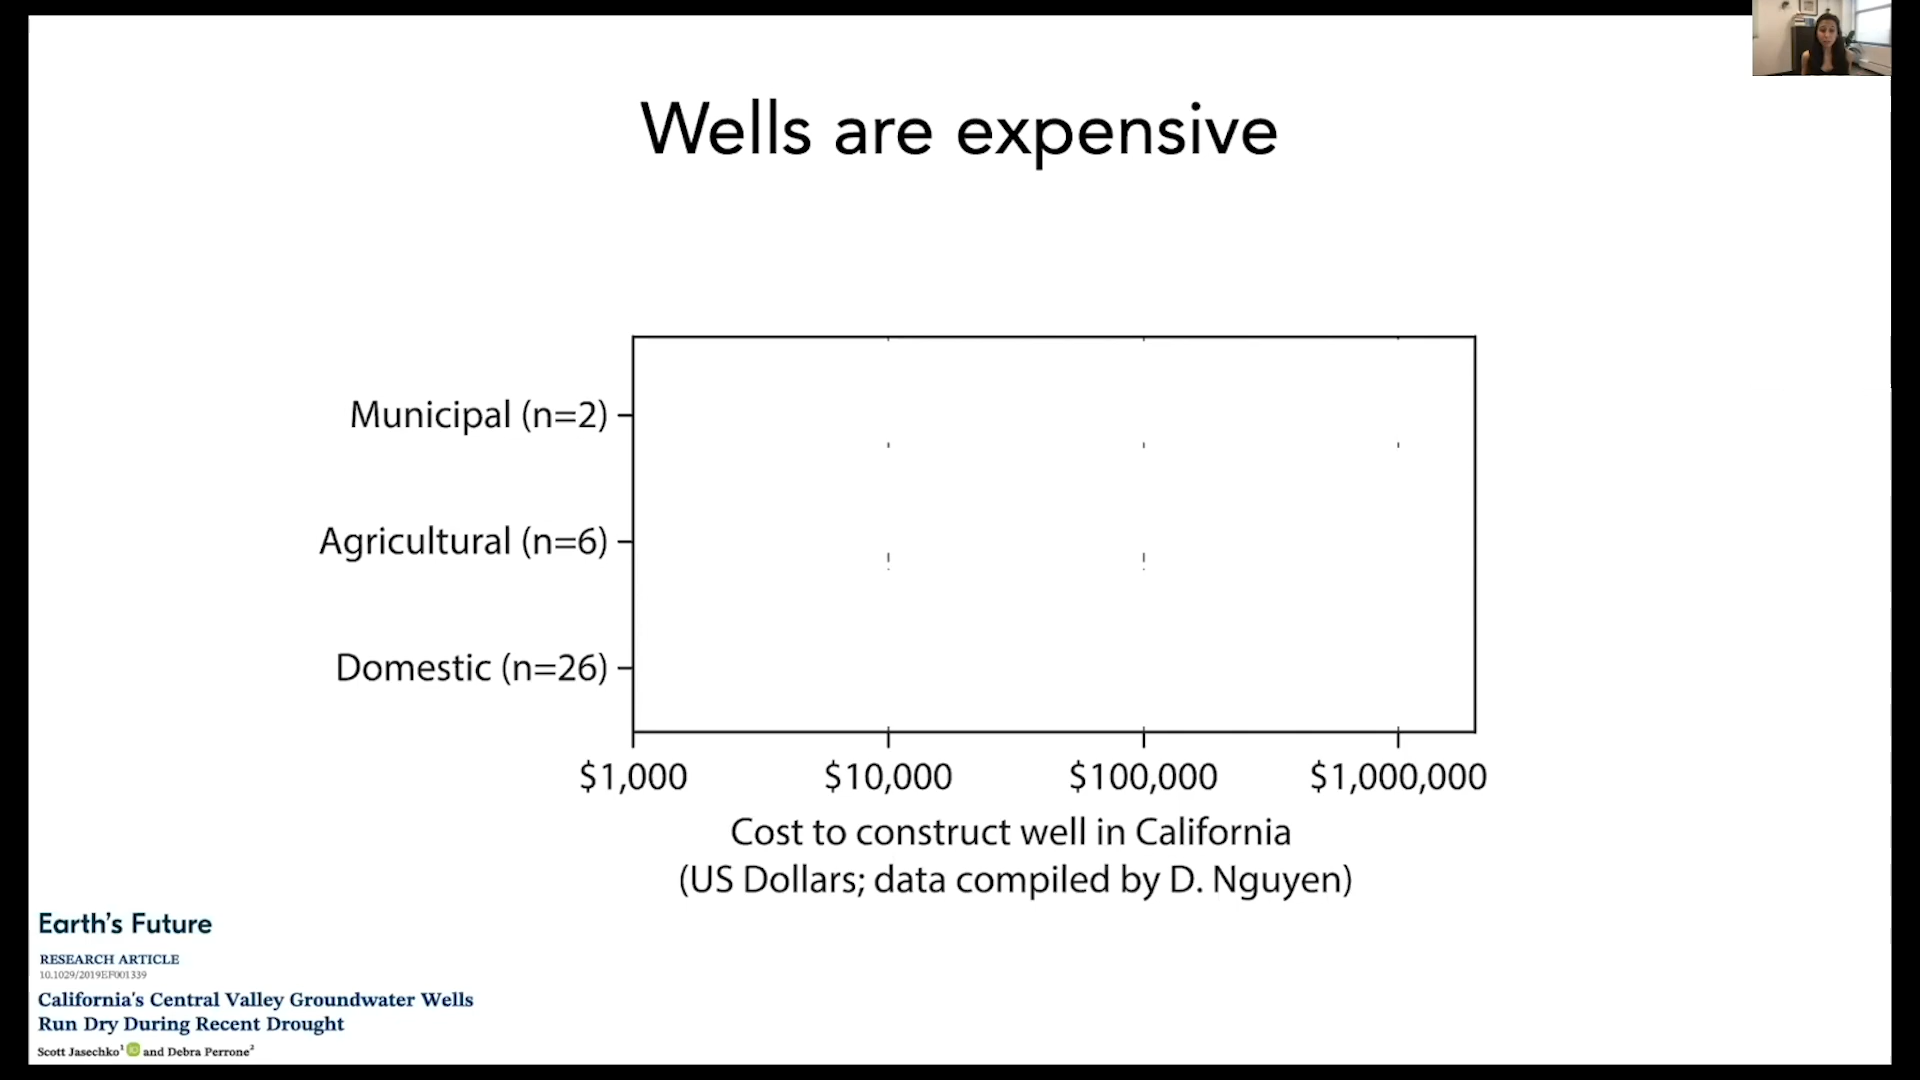 Wells are expensive
Municipal (n=2)
Agricultural (n=6)
Domestic (n=26)
$1,000 $10,000 $100,000 $1,000,000
Cost to construct well in California
(US Dollars; data compiled by D. Nguyen)
Earth's Future
RESEARCH ARTICLE
10.1029/2019EF001339
California's Central Valley Groundwater Wells
Run Dry During Recent Drought
Scott Jasechko¹ iD and Debra Perrone²